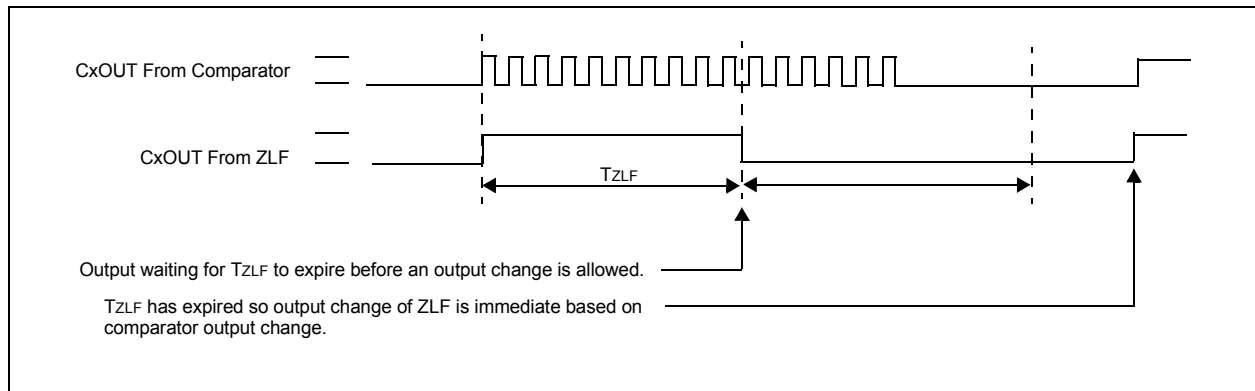 CxOUT From Comparator
CxOUT From ZLF
TZLF
Output waiting for TZLF to expire before an output change is allowed.
TZLF has expired so output change of ZLF is immediate based on
comparator output change.